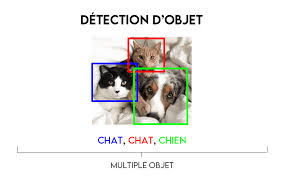 DÉTECTION D'OBJET
CHAT, CHAT, CHIEN
MULTIPLE OBJET